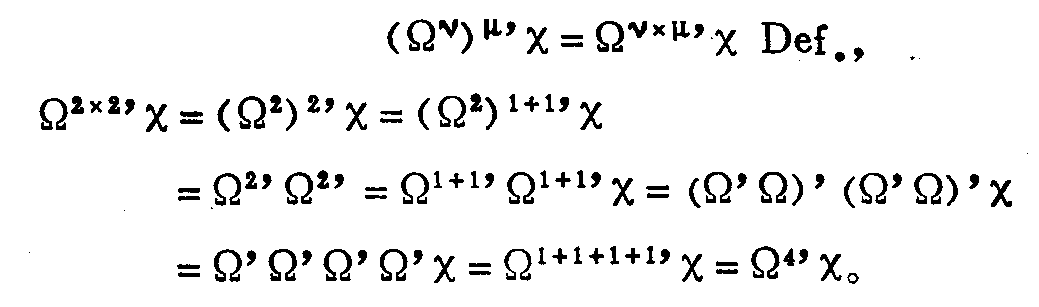 (Ω^ν)^μ’ χ = Ω^ν×μ’ χ Def.,
Ω^2×2’ χ = (Ω^2)^2’ χ = (Ω^2)^1+1’ χ
= Ω^2’ Ω^2’ = Ω^1+1’ Ω^1+1’ χ = (Ω’ Ω)’ (Ω’ Ω)’ χ
= Ω’ Ω’ Ω’ Ω’ χ = Ω^1+1+1+1’ χ = Ω^4’ χ。